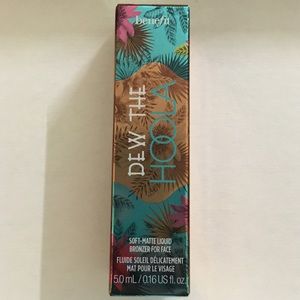 benefit
DEW THE
HOOLA
SOFT-MATTE LIQUID
BRONZER FOR FACE
FLUIDE SOLEIL DÉLICATEMENT
MAT POUR LE VISAGE
5.0 mL / 0.16 US fl. oz.